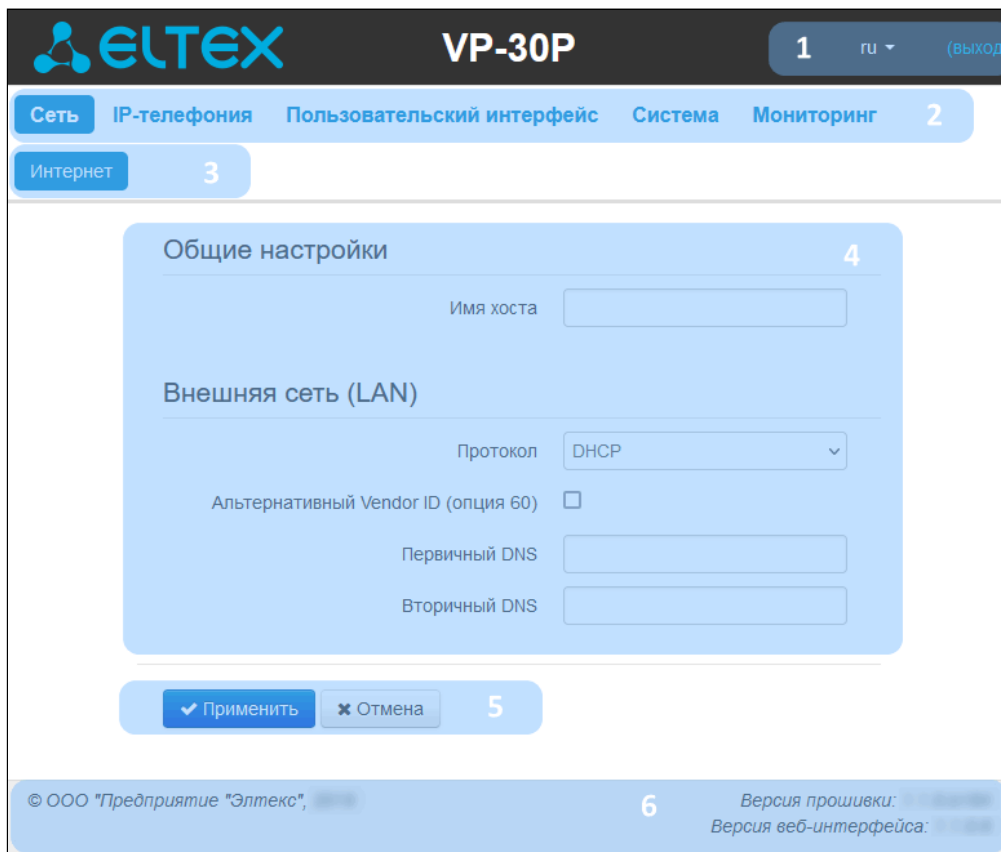 ELTEX VP-30P 1 ru (выход
Сеть IP-телефония Пользовательский интерфейс Система Мониторинг 2
Интернет 3
Общие настройки 4
Имя хоста
Внешняя сеть (LAN)
Протокол DHCP
Альтернативный Vendor ID (опция 60)
Первичный DNS
Вторичный DNS
Применить Отмена 5
© ООО "Предприятие "Элтекс", 6 Версия прошивки:
Версия веб-интерфейса: